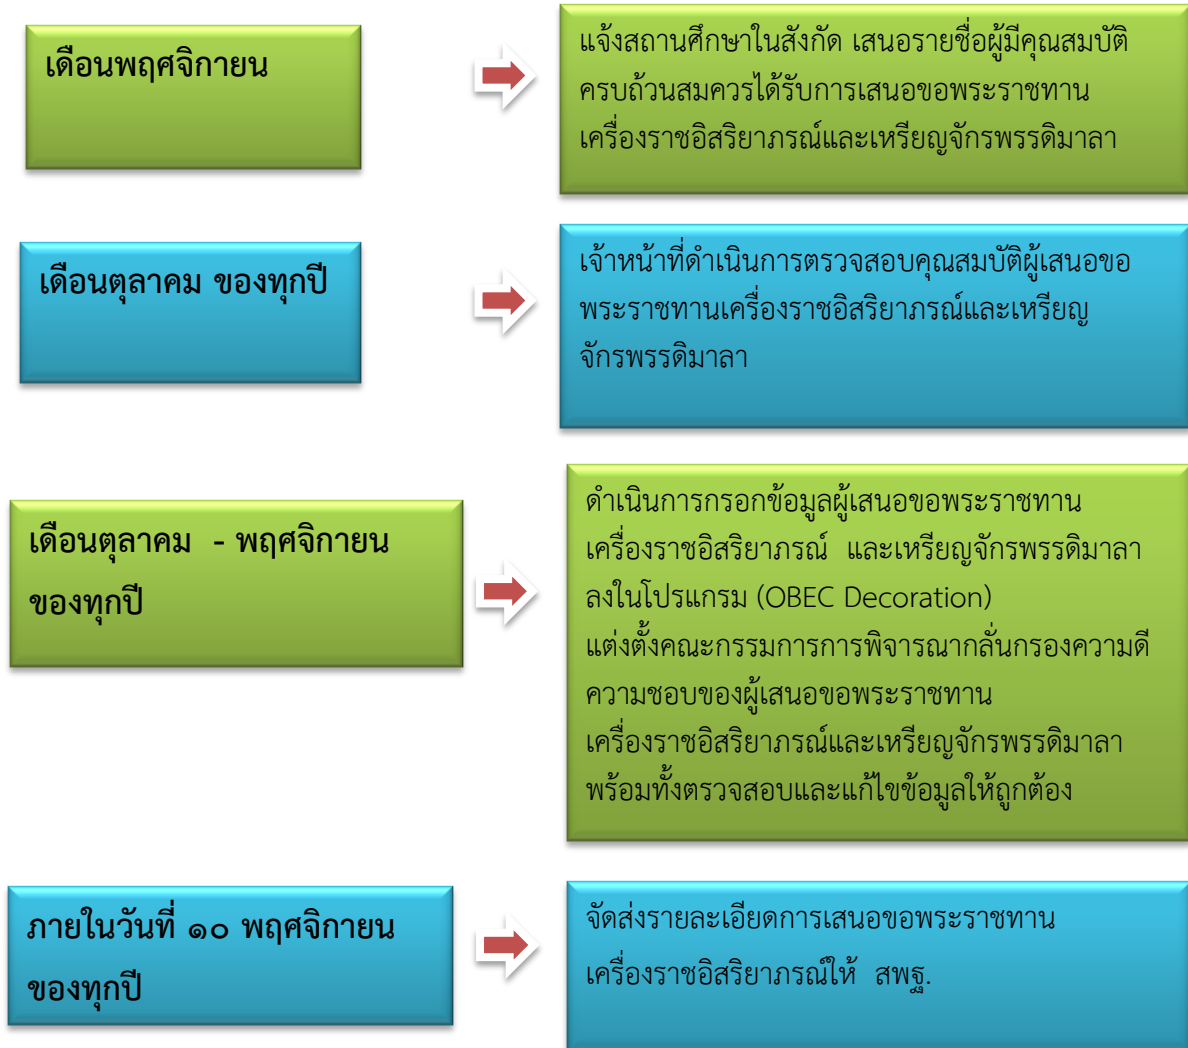 เดือนพฤศจิกายน
แจ้งสถานศึกษาในสังกัด เสนอรายชื่อผู้มีคุณสมบัติ
ครบถ้วนสมควรได้รับการเสนอขอพระราชทาน
เครื่องราชอิสริยาภรณ์และเหรียญจักรพรรดิมาลา
เดือนตุลาคม ของทุกปี
เจ้าหน้าที่ดำเนินการตรวจสอบคุณสมบัติผู้เสนอขอ
พระราชทานเครื่องราชอิสริยาภรณ์และเหรียญ
จักรพรรดิมาลา
เดือนตุลาคม - พฤศจิกายน
ของทุกปี
ดำเนินการกรอกข้อมูลผู้เสนอขอพระราชทาน
เครื่องราชอิสริยาภรณ์ และเหรียญจักรพรรดิมาลา
ลงในโปรแกรม (OBEC Decoration)
แต่งตั้งคณะกรรมการการพิจารณากลั่นกรองความดี
ความชอบของผู้เสนอขอพระราชทาน
เครื่องราชอิสริยาภรณ์และเหรียญจักรพรรดิมาลา
พร้อมทั้งตรวจสอบและแก้ไขข้อมูลให้ถูกต้อง
ภายในวันที่ ๑๐ พฤศจิกายน
ของทุกปี
จัดส่งรายละเอียดการเสนอขอพระราชทาน
เครื่องราชอิสริยาภรณ์ให้ สพฐ.